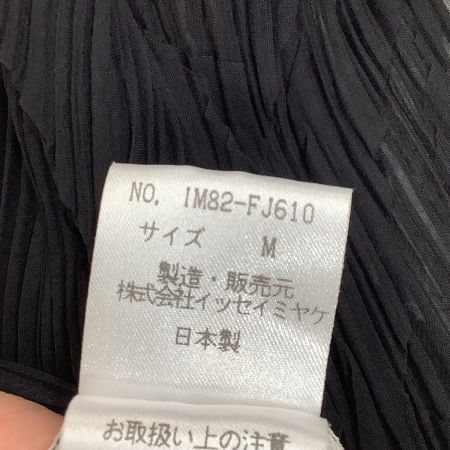 NO. IM82-FJ610
サイズ M
製造・販売元
株式会社イッセイミヤケ
日本製
お取扱い上の注意